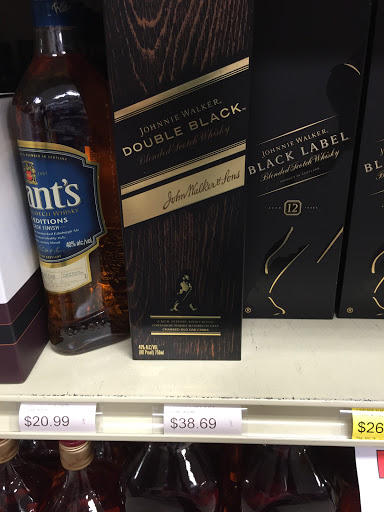 ant's
EDITIONS
40% alc./vol.
JOHNNIE WALKER
DOUBLE BLACK
Blended Scotch Whisky
John Walker & Sons
40% ALC/VOL
(80 Proof) 750ml
JOHNNIE WALKER
BLACK LABEL
Blended Scotch Whisky
12
$20.99
$38.69
$26